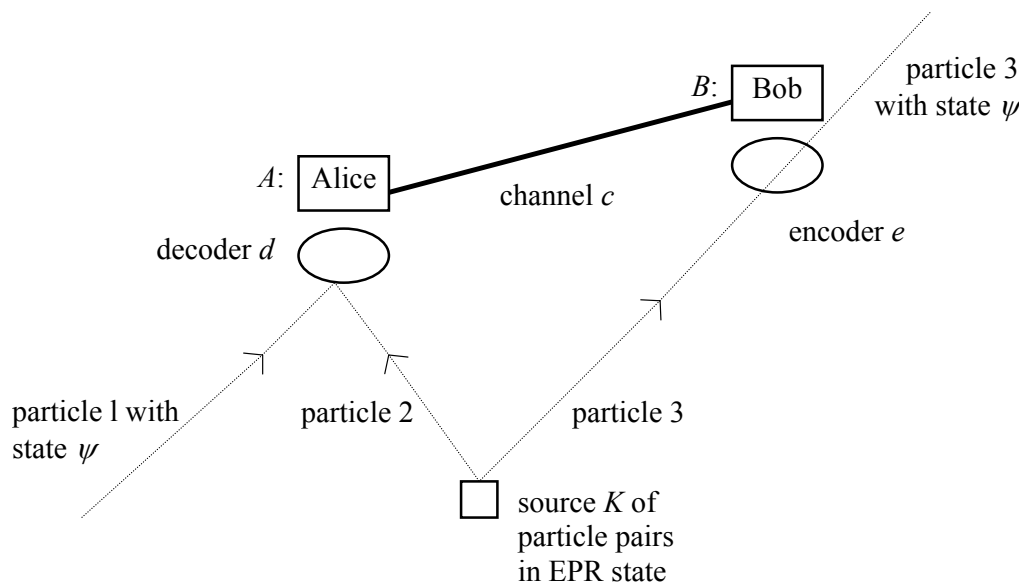 particle 3
with state ψ
B:
Bob
A:
Alice
channel c
decoder d
encoder e
particle l with
state ψ
particle 2
particle 3
source K of
particle pairs
in EPR state